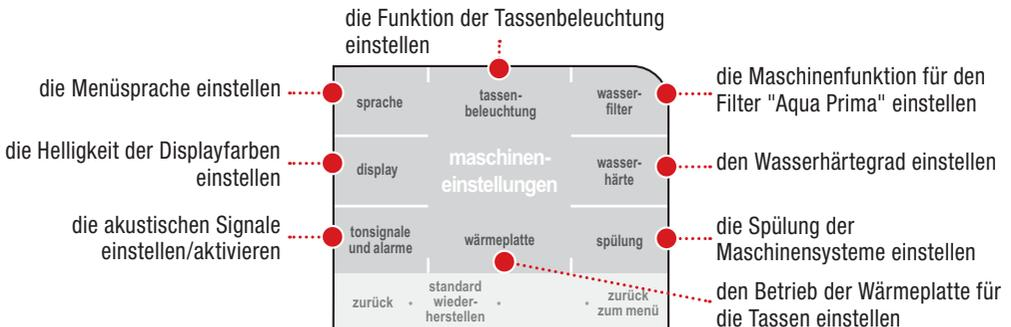 die Funktion der Tassenbeleuchtung
einstellen
die Menüsprache einstellen
die Helligkeit der Displayfarben
einstellen
die akustischen Signale
einstellen/aktivieren
sprache
tassen-
beleuchtung
wasser-
filter
display
maschinen-
einstellungen
wasser-
härte
tonsignale
und alarme
wärmeplatte
spülung
zurück
standard
wieder-
herstellen
zurück
zum menü
die Maschinenfunktion für den
Filter "Aqua Prima" einstellen
den Wasserhärtegrad einstellen
die Spülung der
Maschinensysteme einstellen
den Betrieb der Wärmeplatte für
die Tassen einstellen